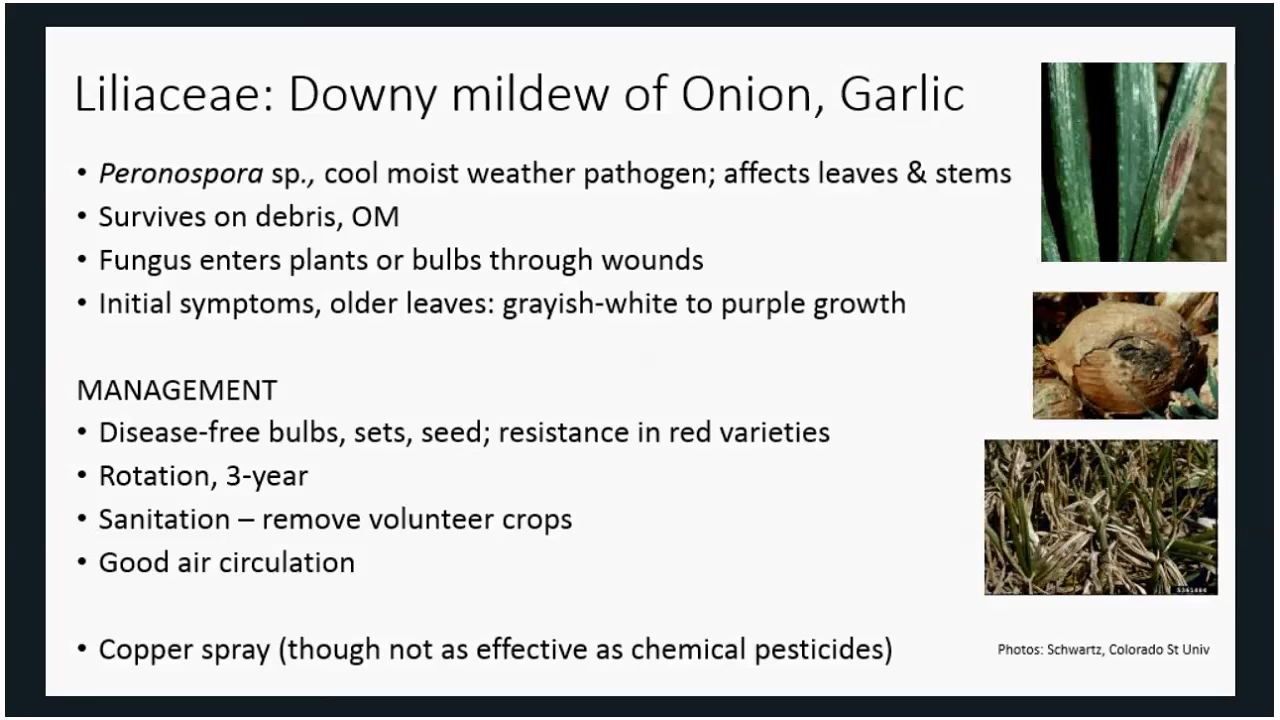 Liliaceae: Downy mildew of Onion, Garlic
• Peronospora sp., cool moist weather pathogen; affects leaves & stems
• Survives on debris, OM
• Fungus enters plants or bulbs through wounds
• Initial symptoms, older leaves: grayish-white to purple growth
MANAGEMENT
• Disease-free bulbs, sets, seed; resistance in red varieties
• Rotation, 3-year
• Sanitation – remove volunteer crops
• Good air circulation
• Copper spray (though not as effective as chemical pesticides)
Photos: Schwartz, Colorado St Univ